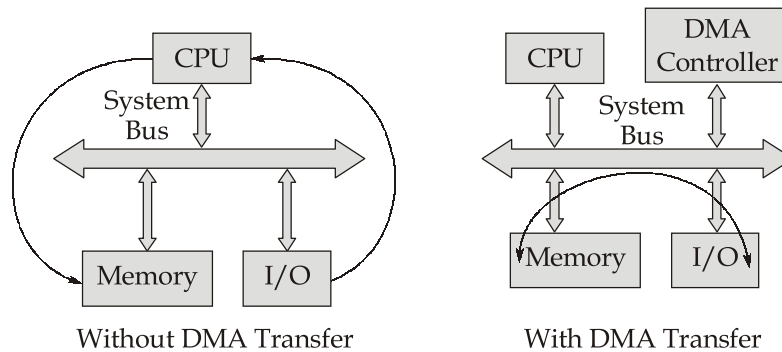 CPU
System
Bus
Memory
I/O
Without DMA Transfer
CPU
DMA
Controller
System
Bus
Memory
I/O
With DMA Transfer